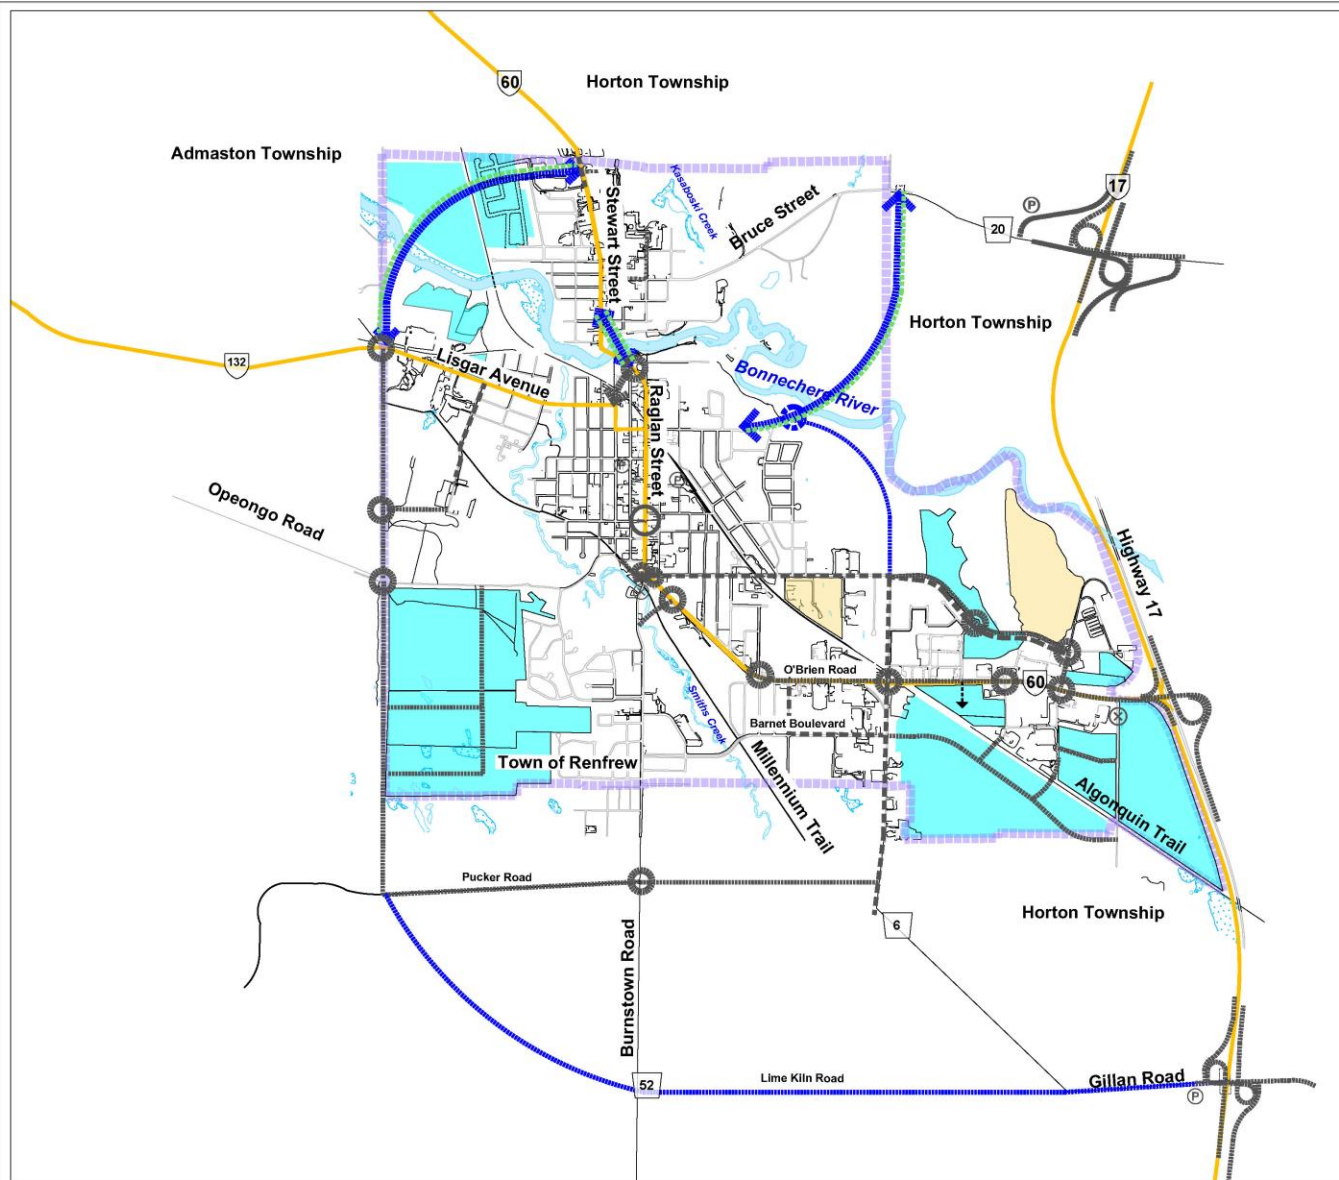 60
Horton Township
Admaston Township
Kasaboski Creek
17
Stewart Street
Bruce Street
P
20
Horton Township
132
Lisgar Avenue
Bonnechere River
Raglan Street
P
Opeongo Road
Highway 17
O'Brien Road
60
Smiths Creek
Barnet Boulevard
Town of Renfrew
Millennium Trail
Algonquin Trail
Pucker Road
Horton Township
6
Burnstown Road
52
Lime Kiln Road
Gillan Road
P